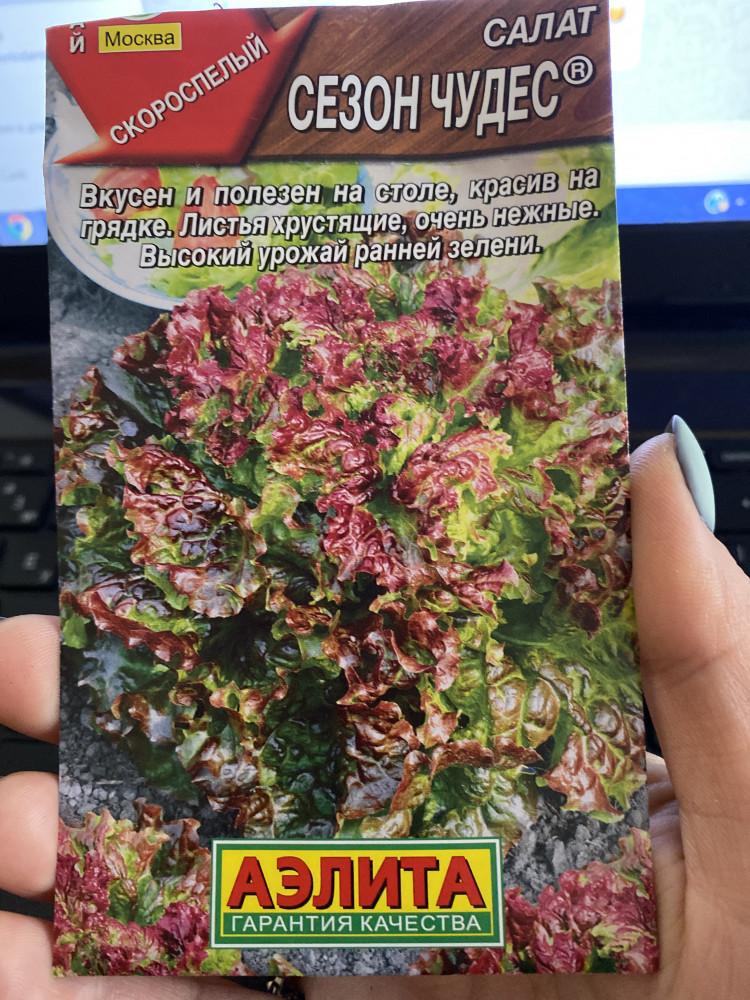 Й
Москва
СКОРОСПЕЛЫЙ
САЛАТ
СЕЗОН ЧУДЕС®
Вкусен и полезен на столе, красив на
грядке. Листья хрустящие, очень нежные.
Высокий урожай ранней зелени.
АЭЛИТА
ГАРАНТИЯ КАЧЕСТВА